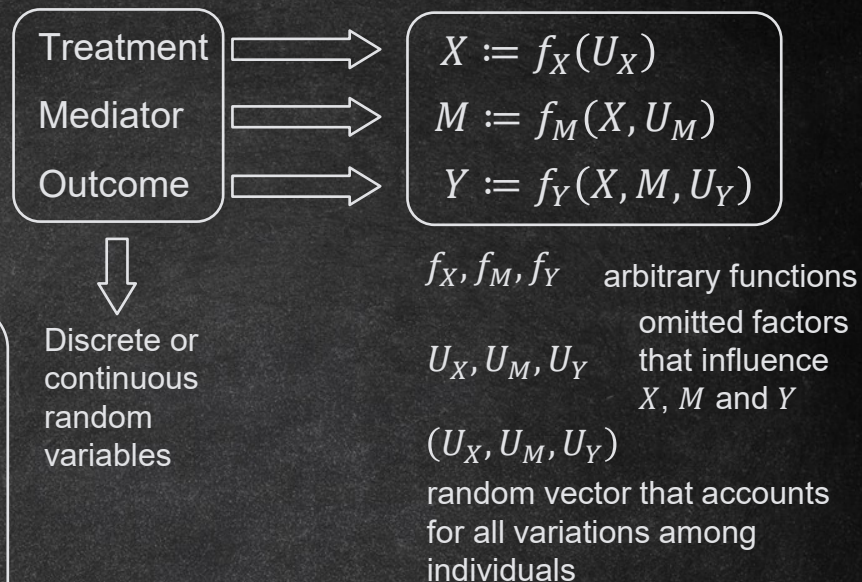 Treatment
Mediator
Outcome
X := f_X(U_X)
M := f_M(X, U_M)
Y := f_Y(X, M, U_Y)
Discrete or
continuous
random
variables
f_X, f_M, f_Y arbitrary functions
U_X, U_M, U_Y
omitted factors
that influence
X, M and Y
(U_X, U_M, U_Y)
random vector that accounts
for all variations among
individuals